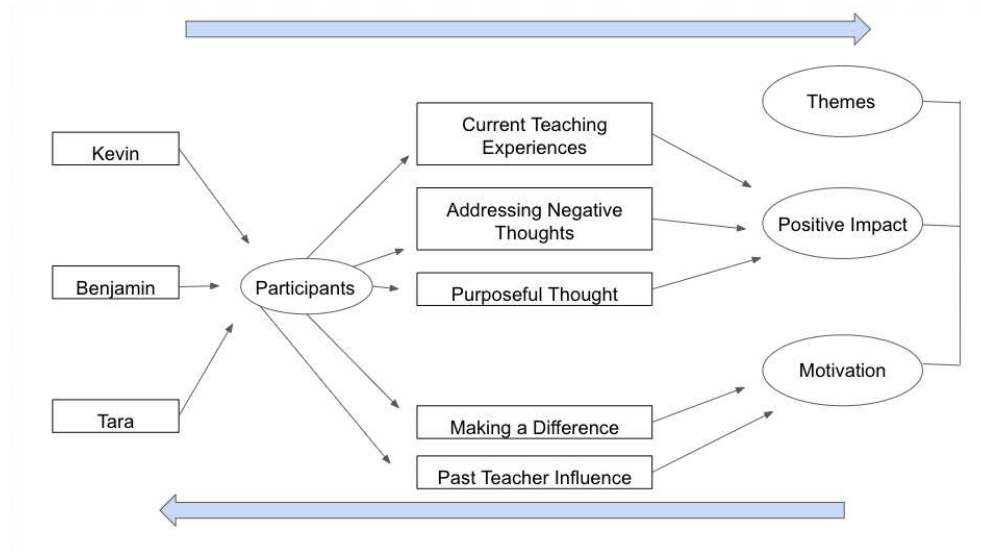 Themes
Current Teaching
Experiences
Kevin
Addressing Negative
Thoughts
Positive Impact
Benjamin
Participants
Purposeful Thought
Motivation
Tara
Making a Difference
Past Teacher Influence